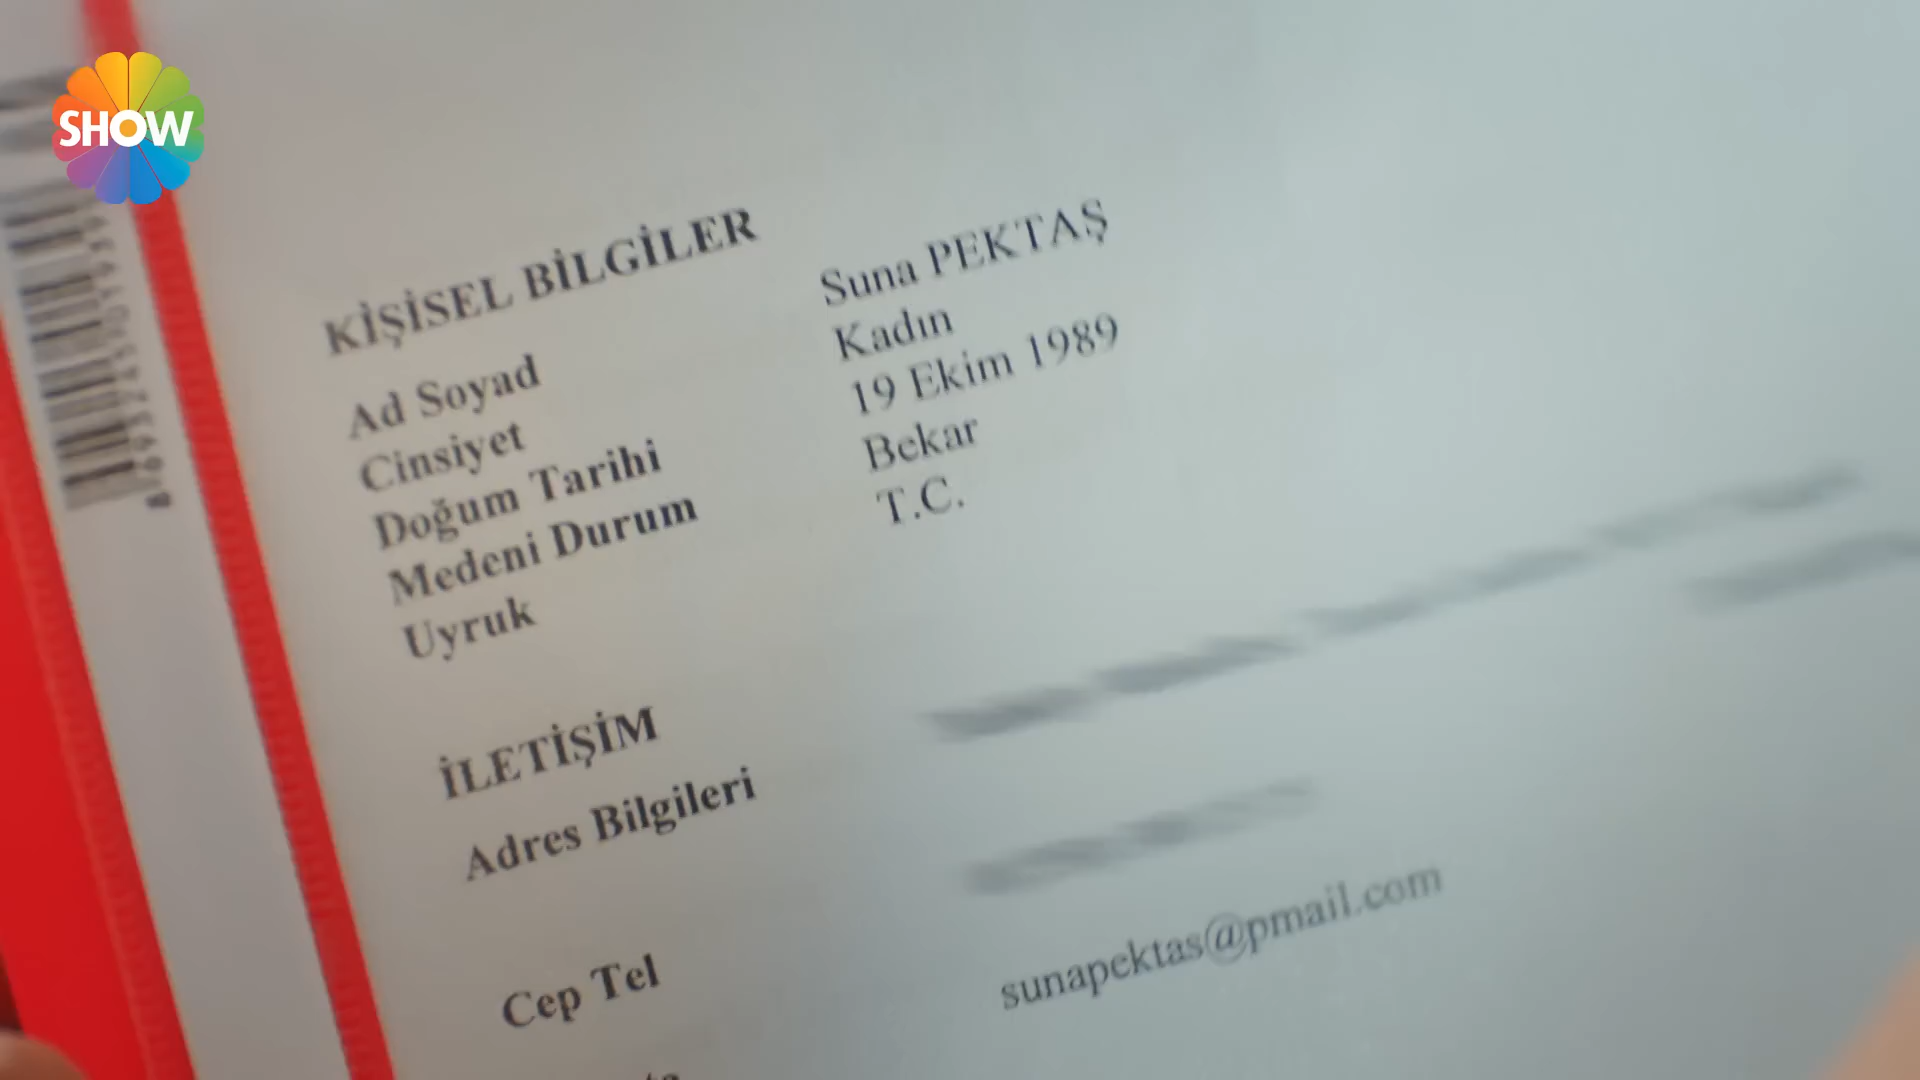 SHOW
KİŞİSEL BİLGİLER
Ad Soyad Suna PEKTAŞ
Cinsiyet Kadın
Doğum Tarihi 19 Ekim 1989
Medeni Durum Bekar
Uyruk T.C.
İLETİŞİM
Adres Bilgileri
Cep Tel
sunapektas@pmail.com